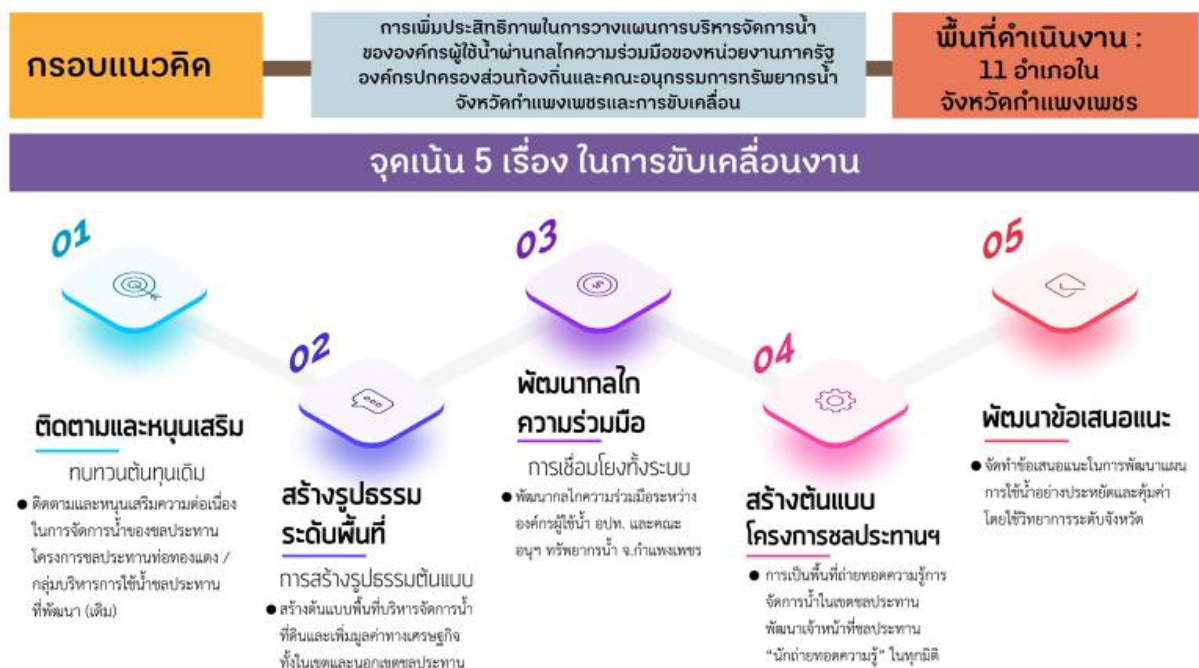 กรอบแนวคิด
การเพิ่มประสิทธิภาพในการวางแผนการบริหารจัดการน้ำ
ขององค์กรผู้ใช้น้ำผ่านกลไกความร่วมมือของหน่วยงานภาครัฐ
องค์กรปกครองส่วนท้องถิ่นและคณะอนุกรรมการทรัพยากรน้ำ
จังหวัดกำแพงเพชรและการขับเคลื่อน
พื้นที่ดำเนินงาน :
11 อำเภอใน
จังหวัดกำแพงเพชร
จุดเน้น 5 เรื่อง ในการขับเคลื่อนงาน
01
ติดตามและหนุนเสริม
ทบทวนต้นทุนเดิม
● ติดตามและหนุนเสริมความต่อเนื่อง
ในการจัดการน้ำของชลประทาน
โครงการชลประทานท่อทองแดง /
กลุ่มบริหารการใช้น้ำชลประทาน
ที่พัฒนา (เดิม)
02
สร้างรูปธรรม
ระดับพื้นที่
การสร้างรูปธรรมต้นแบบ
● สร้างต้นแบบพื้นที่บริหารจัดการน้ำ
ที่ดินและเพิ่มมูลค่าทางเศรษฐกิจ
ทั้งในเขตและนอกเขตชลประทาน
03
พัฒนากลไก
ความร่วมมือ
การเชื่อมโยงทั้งระบบ
● พัฒนากลไกความร่วมมือระหว่าง
องค์กรผู้ใช้น้ำ อปท. และคณะ
อนุฯ ทรัพยากรน้ำ จ.กำแพงเพชร
04
สร้างต้นแบบ
โครงการชลประทานฯ
● การเป็นพื้นที่ถ่ายทอดความรู้การ
จัดการน้ำในเขตชลประทาน
พัฒนาเจ้าหน้าที่ชลประทาน
“นักถ่ายทอดความรู้” ในทุกมิติ
05
พัฒนาข้อเสนอแนะ
● จัดทำข้อเสนอแนะในการพัฒนาแผน
การใช้น้ำอย่างประหยัดและคุ้มค่า
โดยใช้วิทยาการระดับจังหวัด